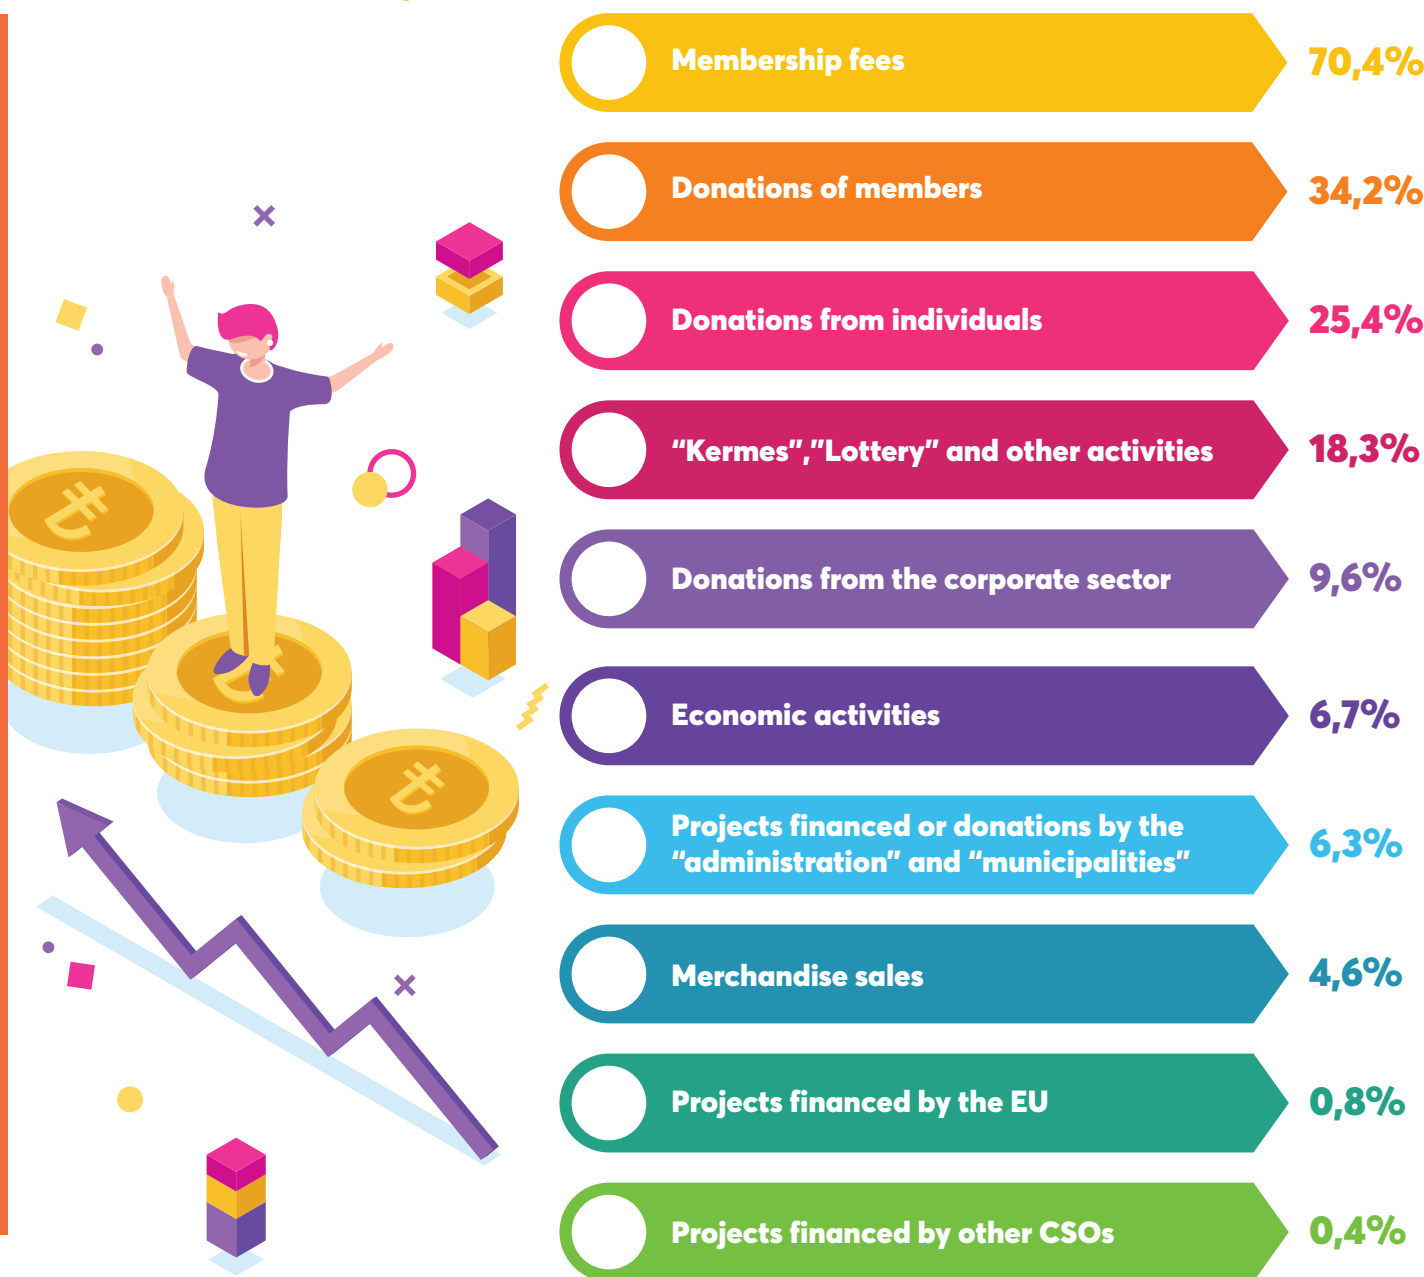 Membership fees 70,4%
Donations of members 34,2%
Donations from individuals 25,4%
“Kermes”,”Lottery” and other activities 18,3%
Donations from the corporate sector 9,6%
Economic activities 6,7%
Projects financed or donations by the
“administration” and “municipalities” 6,3%
Merchandise sales 4,6%
Projects financed by the EU 0,8%
Projects financed by other CSOs 0,4%